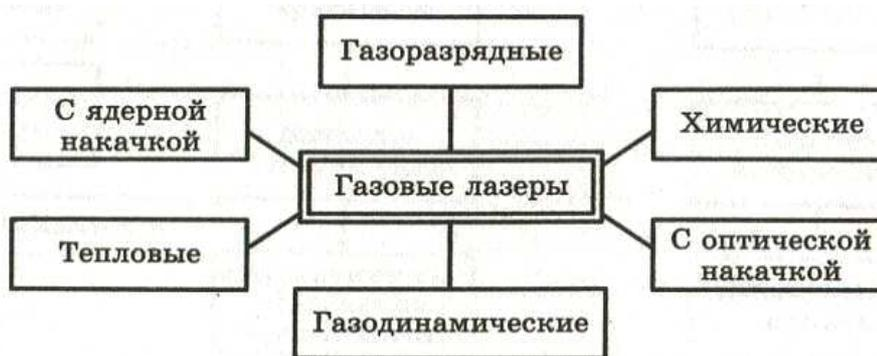 Газоразрядные
С ядерной
накачкой
Химические
Газовые лазеры
Тепловые
С оптической
накачкой
Газодинамические